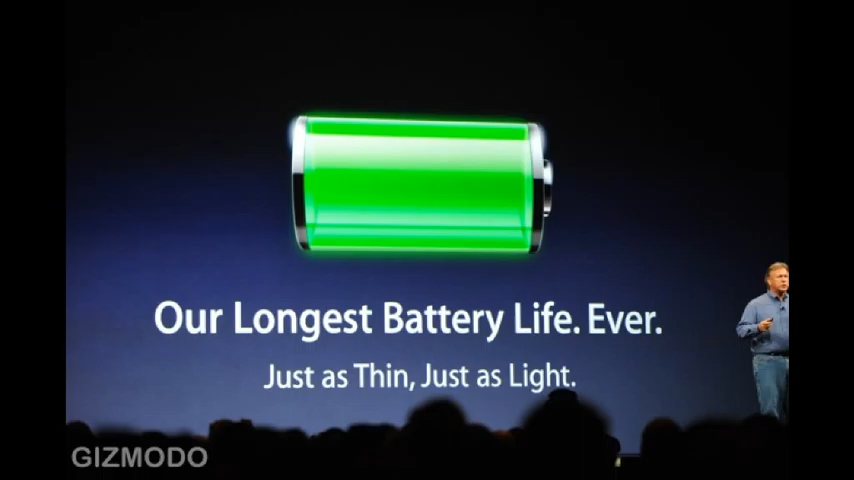 Our Longest Battery Life. Ever.
Just as Thin, Just as Light.
GIZMODO